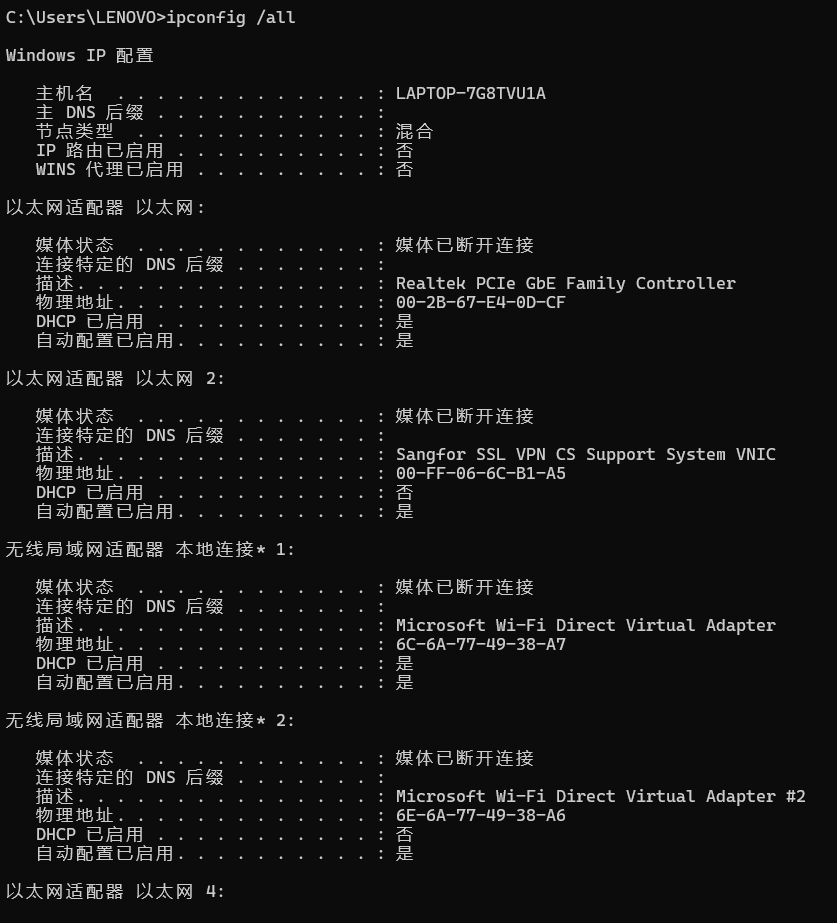 C:\Users\LENOVO>ipconfig /all
Windows IP 配置
主机名  . . . . . . . . . . . . . : LAPTOP-7G8TVU1A
主 DNS 后缀 . . . . . . . . . . . :
节点类型  . . . . . . . . . . . . : 混合
IP 路由已启用 . . . . . . . . . . : 否
WINS 代理已启用 . . . . . . . . . : 否
以太网适配器 以太网:
媒体状态  . . . . . . . . . . . . : 媒体已断开连接
连接特定的 DNS 后缀 . . . . . . . :
描述. . . . . . . . . . . . . . . : Realtek PCIe GbE Family Controller
物理地址. . . . . . . . . . . . . : 00-2B-67-E4-0D-CF
DHCP 已启用 . . . . . . . . . . . : 是
自动配置已启用. . . . . . . . . . : 是
以太网适配器 以太网 2:
媒体状态  . . . . . . . . . . . . : 媒体已断开连接
连接特定的 DNS 后缀 . . . . . . . :
描述. . . . . . . . . . . . . . . : Sangfor SSL VPN CS Support System VNIC
物理地址. . . . . . . . . . . . . : 00-FF-06-6C-B1-A5
DHCP 已启用 . . . . . . . . . . . : 否
自动配置已启用. . . . . . . . . . : 是
无线局域网适配器 本地连接* 1:
媒体状态  . . . . . . . . . . . . : 媒体已断开连接
连接特定的 DNS 后缀 . . . . . . . :
描述. . . . . . . . . . . . . . . : Microsoft Wi-Fi Direct Virtual Adapter
物理地址. . . . . . . . . . . . . : 6C-6A-77-49-38-A7
DHCP 已启用 . . . . . . . . . . . : 是
自动配置已启用. . . . . . . . . . : 是
无线局域网适配器 本地连接* 2:
媒体状态  . . . . . . . . . . . . : 媒体已断开连接
连接特定的 DNS 后缀 . . . . . . . :
描述. . . . . . . . . . . . . . . : Microsoft Wi-Fi Direct Virtual Adapter #2
物理地址. . . . . . . . . . . . . : 6E-6A-77-49-38-A6
DHCP 已启用 . . . . . . . . . . . : 否
自动配置已启用. . . . . . . . . . : 是
以太网适配器 以太网 4: